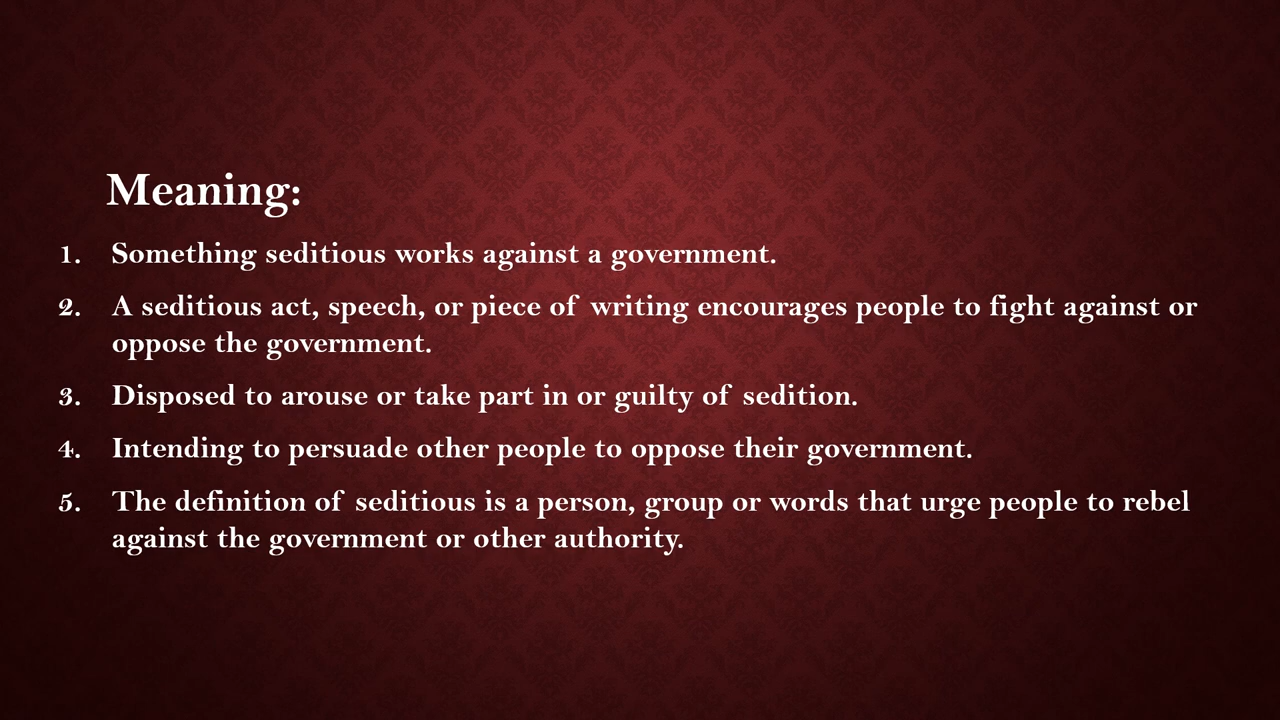 Meaning:
1. Something seditious works against a government.
2. A seditious act, speech, or piece of writing encourages people to fight against or
oppose the government.
3. Disposed to arouse or take part in or guilty of sedition.
4. Intending to persuade other people to oppose their government.
5. The definition of seditious is a person, group or words that urge people to rebel
against the government or other authority.